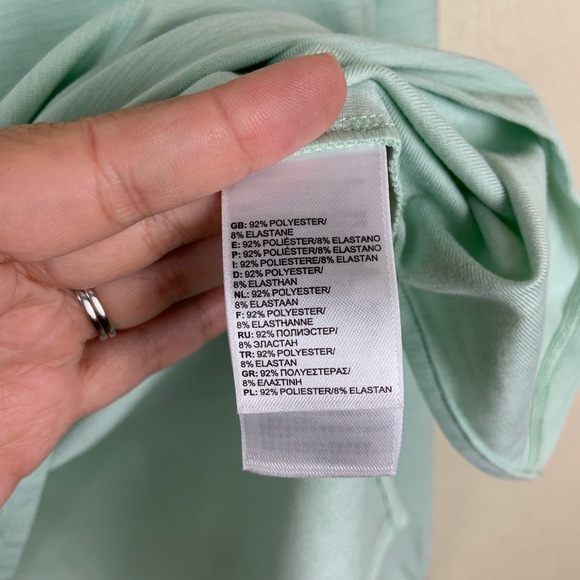 GB: 92% POLYESTER/
8% ELASTANE
E: 92% POLIÉSTER/8% ELASTANO
P: 92% POLIÉSTER/8% ELASTANO
I: 92% POLIESTERE/8% ELASTAN
D: 92% POLYESTER/
8% ELASTHAN
NL: 92% POLYESTER/
8% ELASTAAN
F: 92% POLYESTER/
8% ELASTHANNE
RU: 92% ПОЛИЭСТЕР/
8% ЭЛАСТАН
TR: 92% POLYESTER/
8% ELASTAN
GR: 92% ΠΟΛΥΕΣΤΕΡΑΣ/
8% ΕΛΑΣΤΙΝΗ
PL: 92% POLIESTER/8% ELASTAN